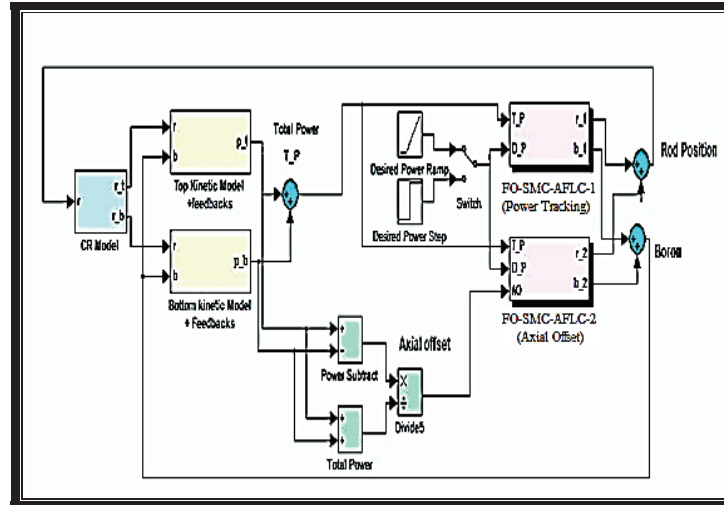 Total Power
T_P
r
b
p_t
Top Kinetic Model
+feedbacks
r
r_t
r_b
CR Model
r
b
p_b
Bottom kinetic Model
+ Feedbacks
Desired Power Ramp
Desired Power Step
Switch
T_P
D_P
r_1
b_1
FO-SMC-AFLC-1
(Power Tracking)
Rod Position
T_P
D_P
AO
r_2
b_2
FO-SMC-AFLC-2
(Axial Offset)
Boron
Power Subtract
Axial offset
Divide5
Total Power